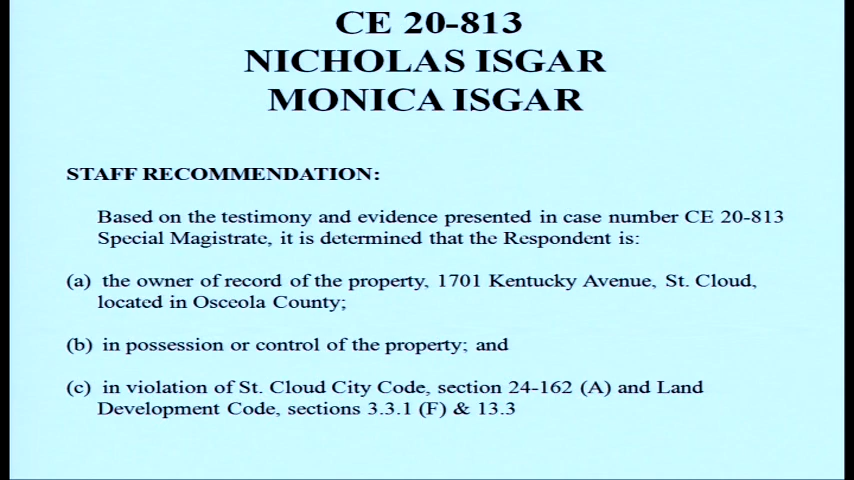 CE 20-813
NICHOLAS ISGAR
MONICA ISGAR
STAFF RECOMMENDATION:
Based on the testimony and evidence presented in case number CE 20-813
Special Magistrate, it is determined that the Respondent is:
(a) the owner of record of the property, 1701 Kentucky Avenue, St. Cloud,
located in Osceola County;
(b) in possession or control of the property; and
(c) in violation of St. Cloud City Code, section 24-162 (A) and Land
Development Code, sections 3.3.1 (F) & 13.3